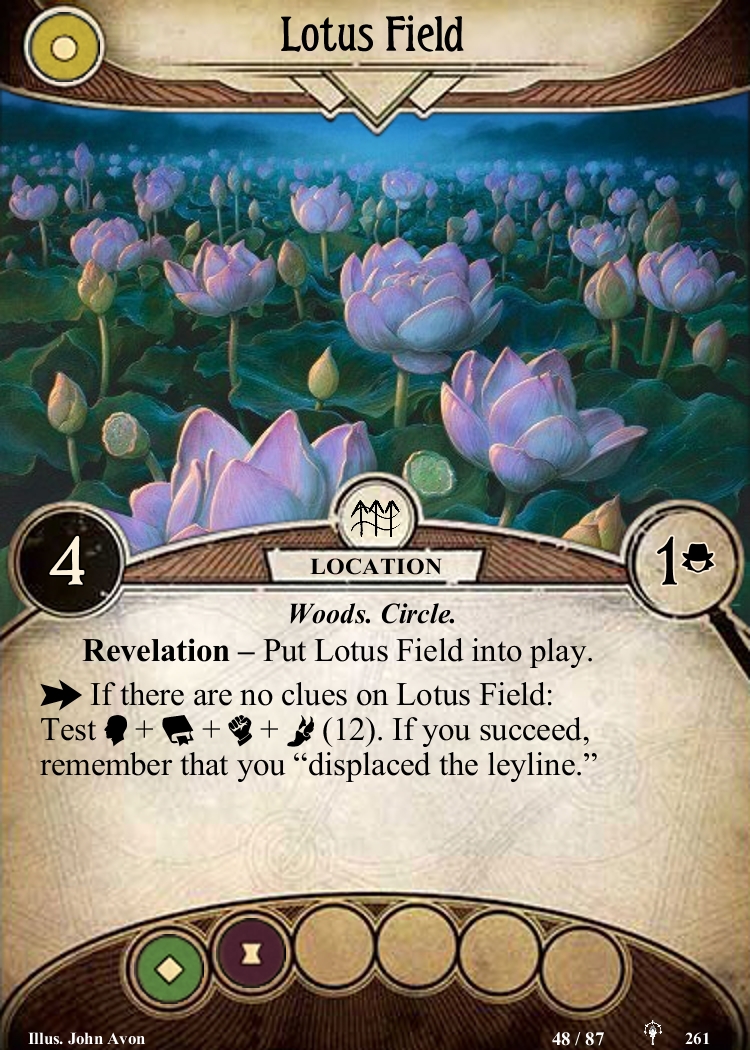 Lotus Field
4
LOCATION
1
Woods. Circle.
Revelation – Put Lotus Field into play.
If there are no clues on Lotus Field:
Test + + + (12). If you succeed,
remember that you “displaced the leyline.”
Illus. John Avon
48 / 87
261